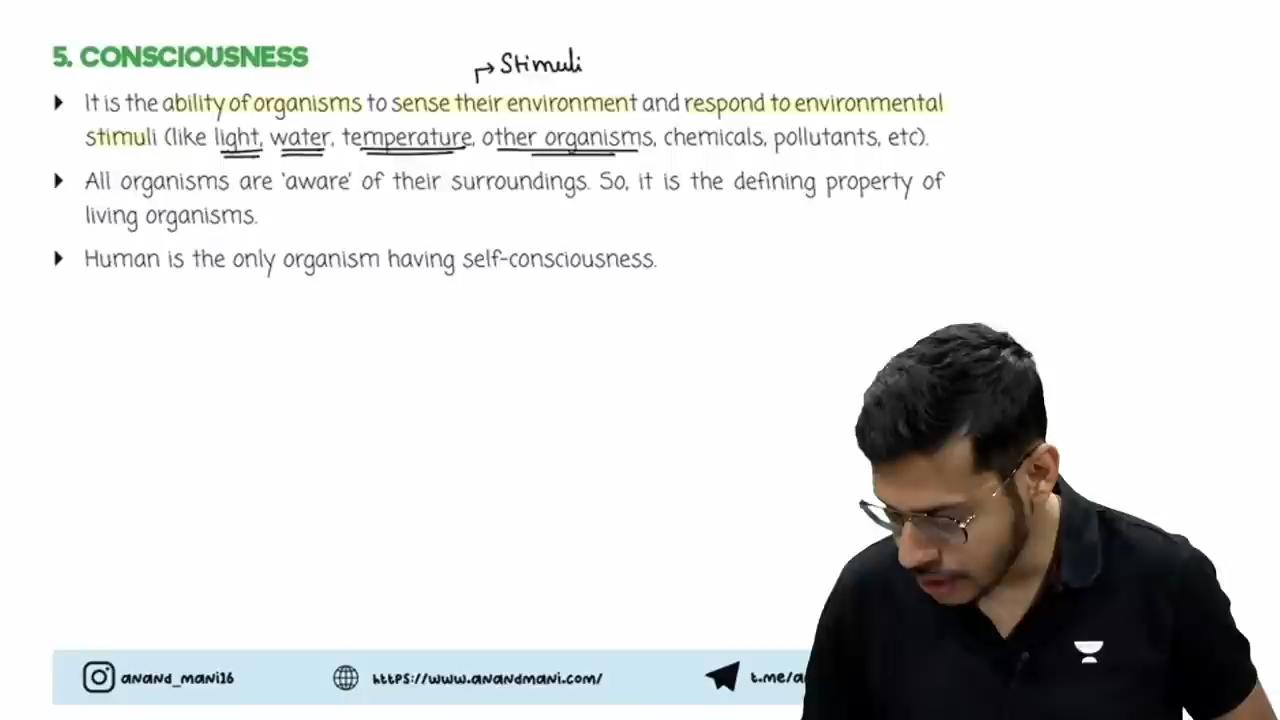 5. CONSCIOUSNESS
Stimuli
It is the ability of organisms to sense their environment and respond to environmental
stimuli (like light, water, temperature, other organisms, chemicals, pollutants, etc).
All organisms are 'aware' of their surroundings. So, it is the defining property of
living organisms.
Human is the only organism having self-consciousness.
anand_mani16 https://www.anandmani.com/ t.me/a